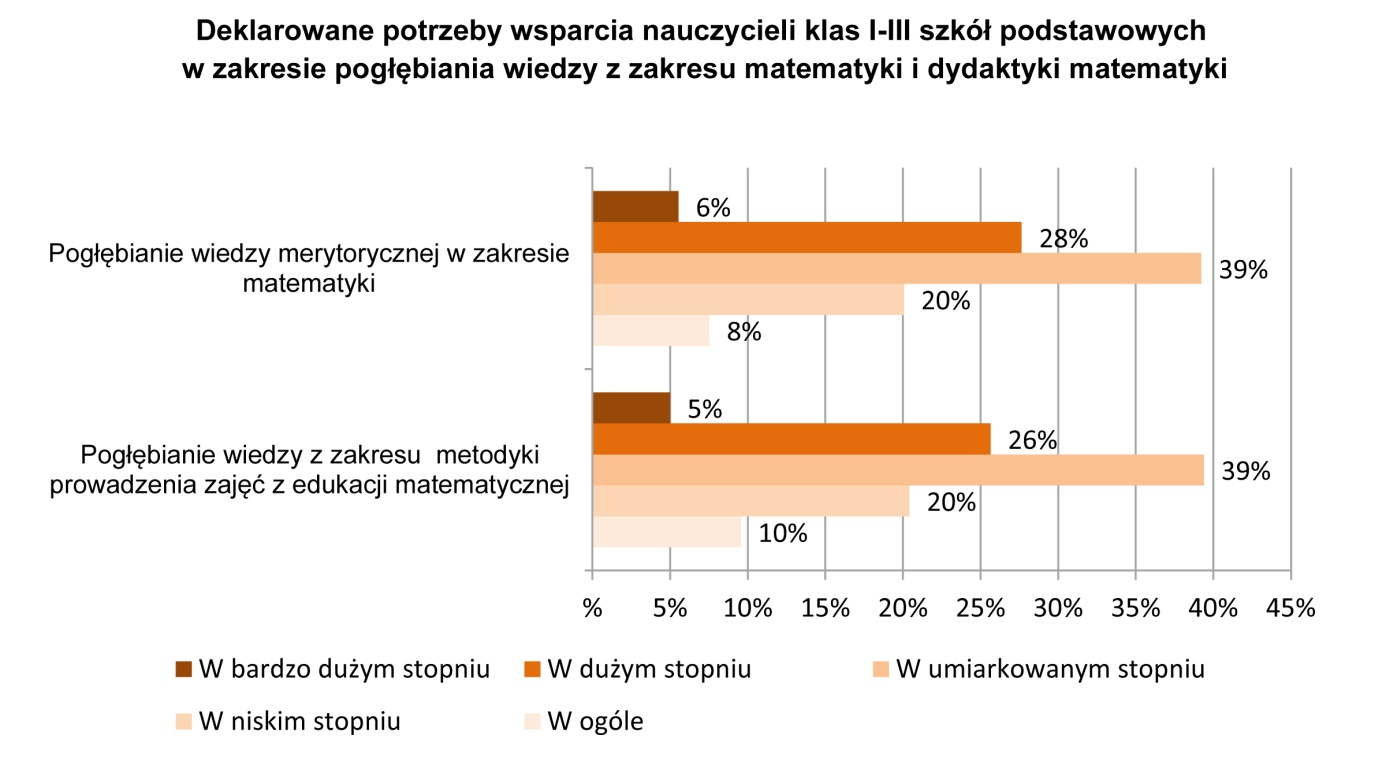 Deklarowane potrzeby wsparcia nauczycieli klas I-III szkół podstawowych
w zakresie pogłębiania wiedzy z zakresu matematyki i dydaktyki matematyki
Pogłębianie wiedzy merytorycznej w zakresie
matematyki
6%
28%
39%
20%
8%
Pogłębianie wiedzy z zakresu  metodyki
prowadzenia zajęć z edukacji matematycznej
5%
26%
39%
20%
10%
% 5% 10% 15% 20% 25% 30% 35% 40% 45%
W bardzo dużym stopniu W dużym stopniu W umiarkowanym stopniu
W niskim stopniu W ogóle